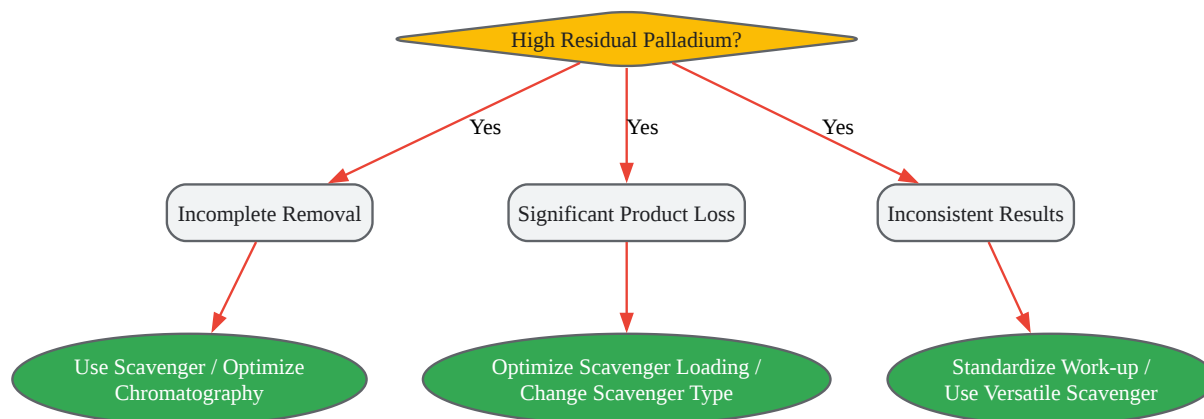 High Residual Palladium?
Yes
Yes
Yes
Incomplete Removal
Significant Product Loss
Inconsistent Results
Use Scavenger / Optimize
Chromatography
Optimize Scavenger Loading /
Change Scavenger Type
Standardize Work-up /
Use Versatile Scavenger